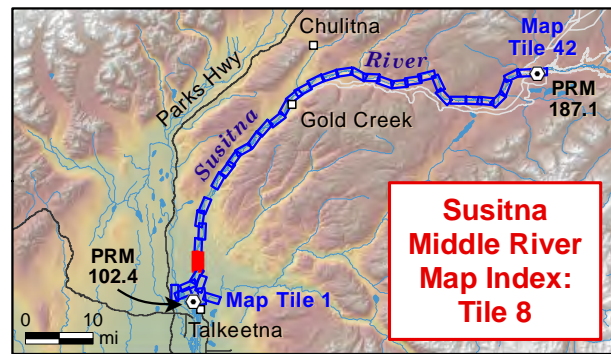 Chulitna
Map
Tile 42
River
Parks Hwy
PRM
187.1
Gold Creek
Susitna
Susitna
Middle River
Map Index:
Tile 8
PRM
102.4
Map Tile 1
0 10
mi
Talkeetna